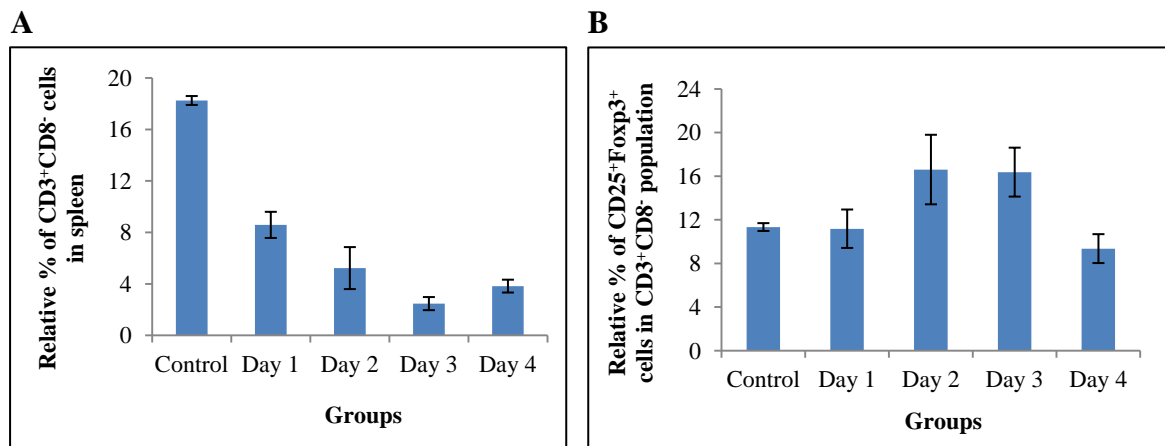 A
Relative % of CD3⁺CD8⁻ cells
in spleen
20
16
12
8
4
0
Control Day 1 Day 2 Day 3 Day 4
Groups
B
Relative % of CD25⁺Foxp3⁺
cells in CD3⁺CD8⁻ population
24
20
16
12
8
4
0
Control Day 1 Day 2 Day 3 Day 4
Groups